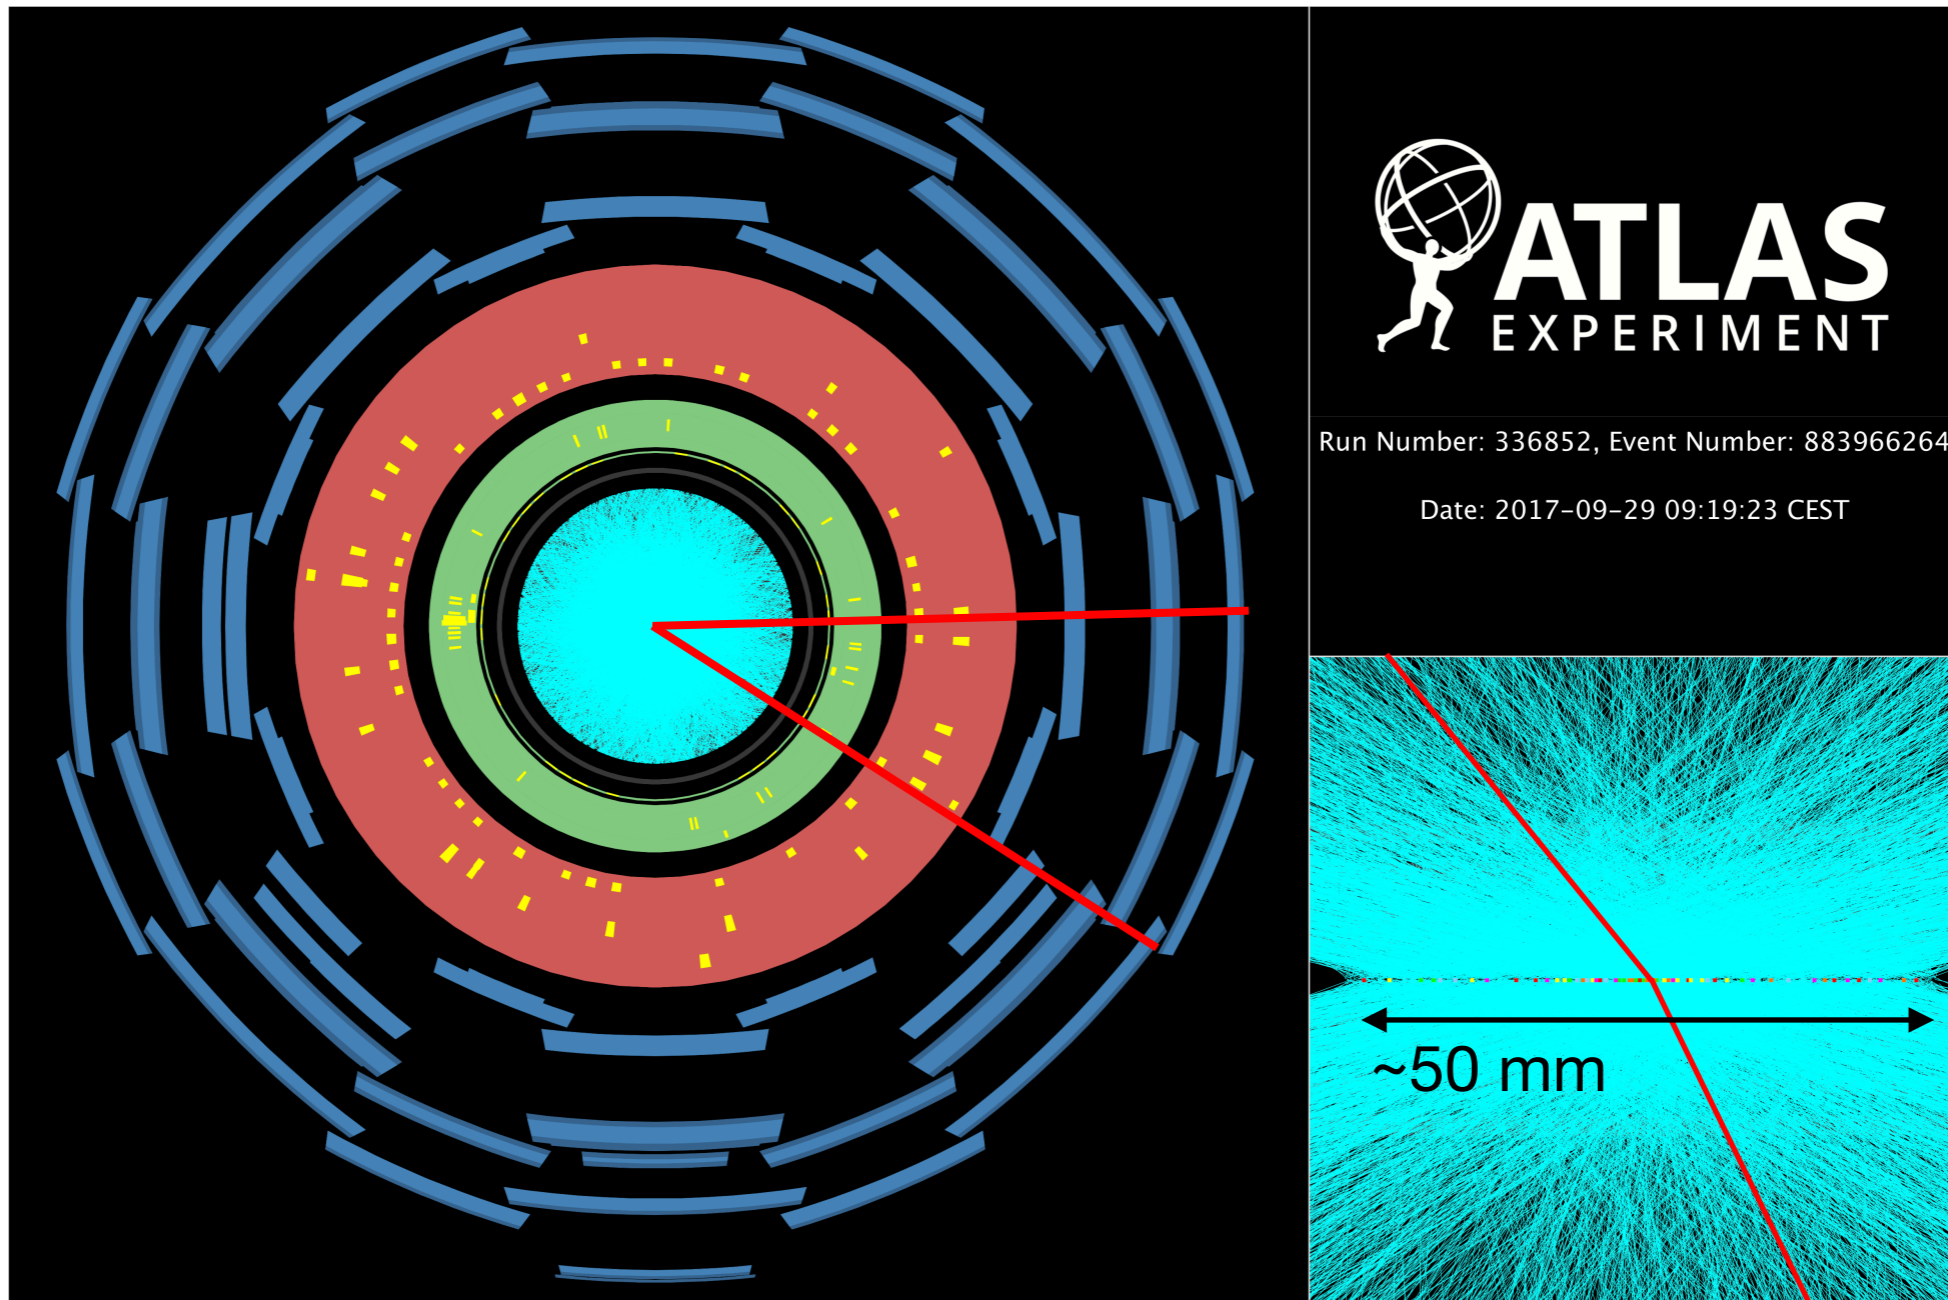 ATLAS
EXPERIMENT
Run Number: 336852, Event Number: 883966264
Date: 2017-09-29 09:19:23 CEST
~50 mm